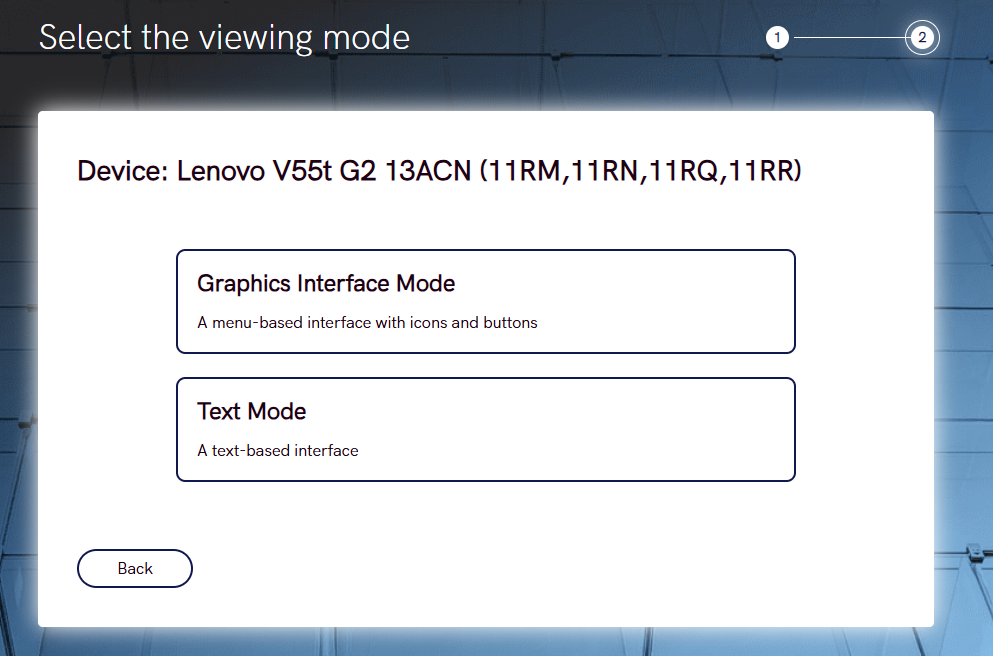 Select the viewing mode
1
2
Device: Lenovo V55t G2 13ACN (11RM,11RN,11RQ,11RR)
Graphics Interface Mode
A menu-based interface with icons and buttons
Text Mode
A text-based interface
Back